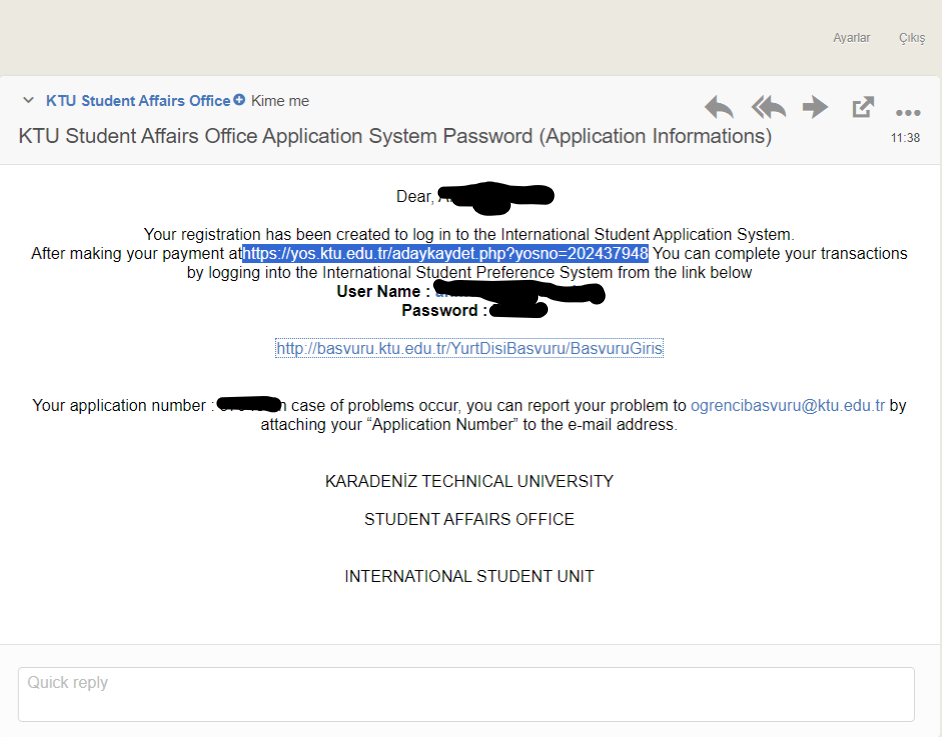 Ayarlar Çıkış
KTU Student Affairs Office Kime me
KTU Student Affairs Office Application System Password (Application Informations)
11:38
Dear,
Your registration has been created to log in to the International Student Application System.
After making your payment athttps://yos.ktu.edu.tr/adaykaydet.php?yosno=202437948 You can complete your transactions
by logging into the International Student Preference System from the link below
User Name :
Password :
http://basvuru.ktu.edu.tr/YurtDisiBasvuru/BasvuruGiris
Your application number : case of problems occur, you can report your problem to ogrencibasvuru@ktu.edu.tr by
attaching your “Application Number” to the e-mail address.
KARADENİZ TECHNICAL UNIVERSITY
STUDENT AFFAIRS OFFICE
INTERNATIONAL STUDENT UNIT
Quick reply